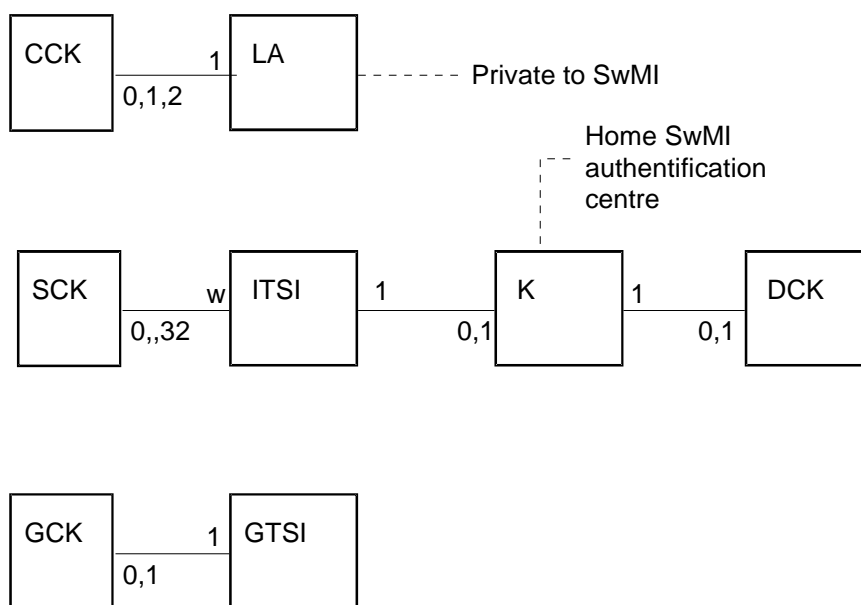 CCK
1
LA
0,1,2
Private to SwMI
Home SwMI
authentification
centre
SCK
w
ITSI
1
K
1
DCK
0,,32
0,1
0,1
GCK
1
GTSI
0,1